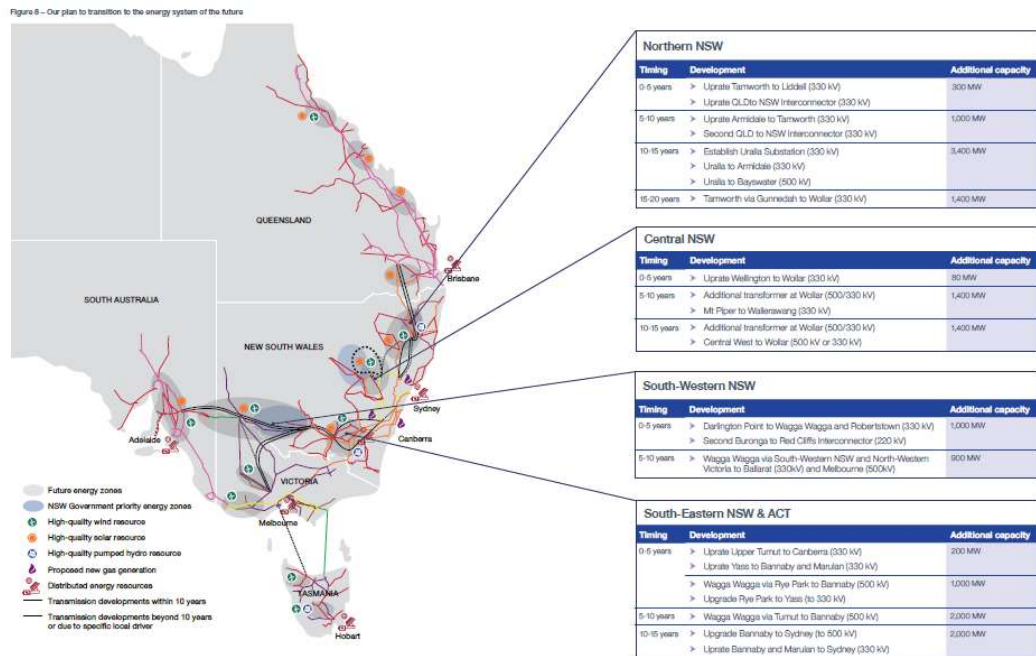 Figure 8 – Our plan to transition to the energy system of the future
QUEENSLAND
Brisbane
SOUTH AUSTRALIA
NEW SOUTH WALES
Sydney
Canberra
Adelaide
VICTORIA
Melbourne
TASMANIA
Hobart
Future energy zones
NSW Government priority energy zones
High-quality wind resource
High-quality solar resource
High-quality pumped hydro resource
Proposed new gas generation
Distributed energy resources
Transmission developments within 10 years
Transmission developments beyond 10 years
or due to specific local driver
Northern NSW
Timing Development Additional capacity
0-5 years > Uprate Tamworth to Liddell (330 kV) 300 MW
> Uprate QLDto NSW Interconnector (330 kV)
5-10 years > Uprate Armidale to Tamworth (330 kV) 1,000 MW
> Second QLD to NSW Interconnector (330 kV)
10-15 years > Establish Uralla Substation (330 kV) 3,400 MW
> Uralla to Armidale (330 kV)
> Uralla to Bayswater (500 kV)
15-20 years > Tamworth via Gunnedah to Wollar (330 kV) 1,400 MW
Central NSW
Timing Development Additional capacity
0-5 years > Uprate Wellington to Wollar (330 kV) 80 MW
5-10 years > Additional transformer at Wollar (500/330 kV) 1,400 MW
> Mt Piper to Wallerawang (330 kV)
10-15 years > Additional transformer at Wollar (500/330 kV) 1,400 MW
> Central West to Wollar (500 kV or 330 kV)
South-Western NSW
Timing Development Additional capacity
0-5 years > Darlington Point to Wagga Wagga and Robertstown (330 kV) 1,000 MW
> Second Buronga to Red Cliffs Interconnector (220 kV)
5-10 years > Wagga Wagga via South-Western NSW and North-Western 900 MW
Victoria to Ballarat (330kV) and Melbourne (500kV)
South-Eastern NSW & ACT
Timing Development Additional capacity
0-5 years > Uprate Upper Tumut to Canberra (330 kV) 200 MW
> Uprate Yass to Bannaby and Marulan (330 kV)
> Wagga Wagga via Rye Park to Bannaby (500 kV) 1,000 MW
> Upgrade Rye Park to Yass (to 330 kV)
5-10 years > Wagga Wagga via Tumut to Bannaby (500 kV) 2,000 MW
10-15 years > Upgrade Bannaby to Sydney (to 500 kV) 2,000 MW
> Uprate Bannaby and Marulan to Sydney (330 kV)